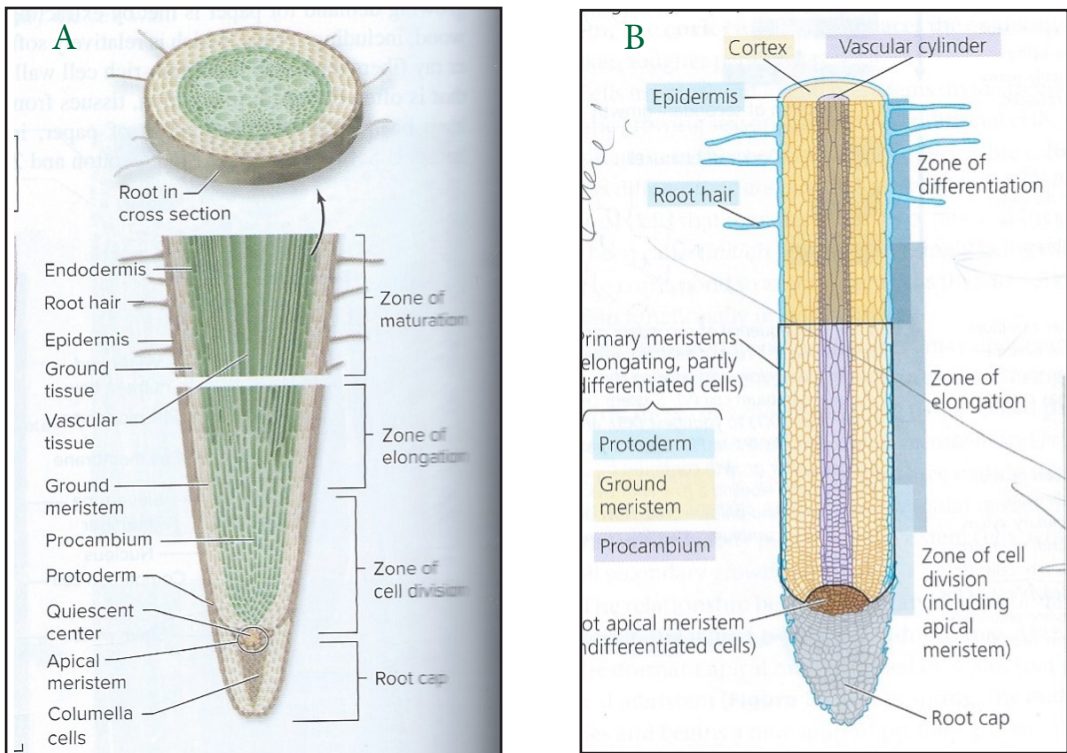 A
Root in
cross section
Endodermis
Root hair
Epidermis
Ground
tissue
Vascular
tissue
Ground
meristem
Procambium
Protoderm
Quiescent
center
Apical
meristem
Columella
cells
Zone of
maturation
Zone of
elongation
Zone of
cell division
Root cap
B
Cortex
Vascular cylinder
Epidermis
Root hair
Zone of
differentiation
Primary meristems
elongating, partly
differentiated cells)
Protoderm
Ground
meristem
Procambium
Zone of
elongation
Zone of cell
division
(including
apical
meristem)
apical meristem
ndifferentiated cells)
Root cap